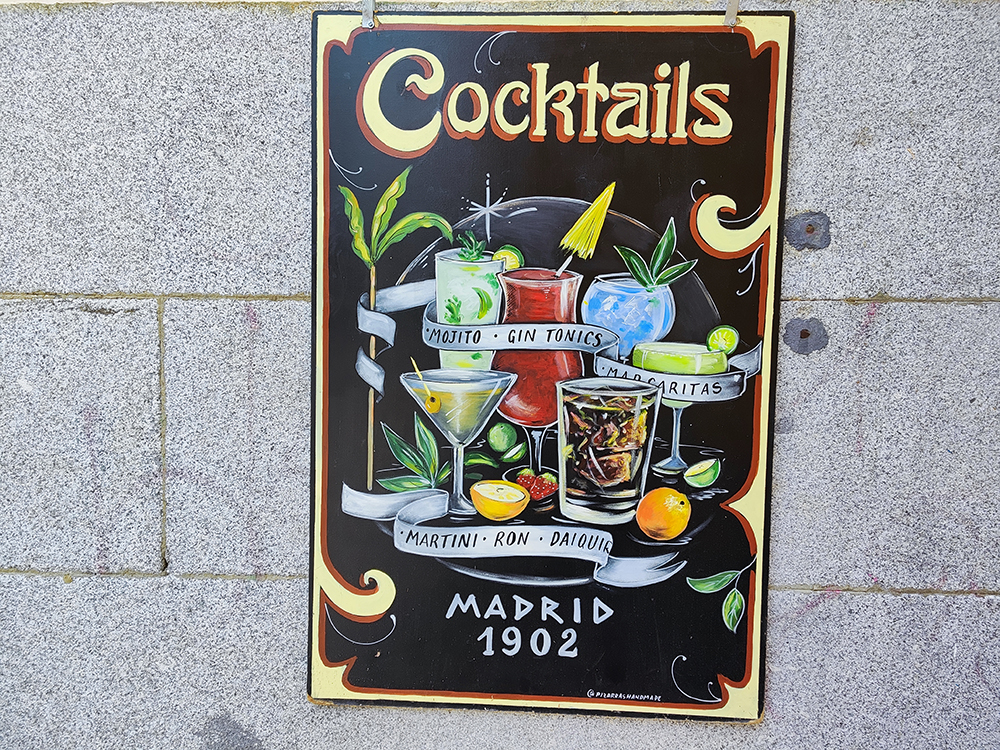 Cocktails
·MOJITO · GIN TONICS
·MARGARITAS
·MARTINI · RON · DAIQUIR
MADRID
1902
@PIZARRASHANDMADE